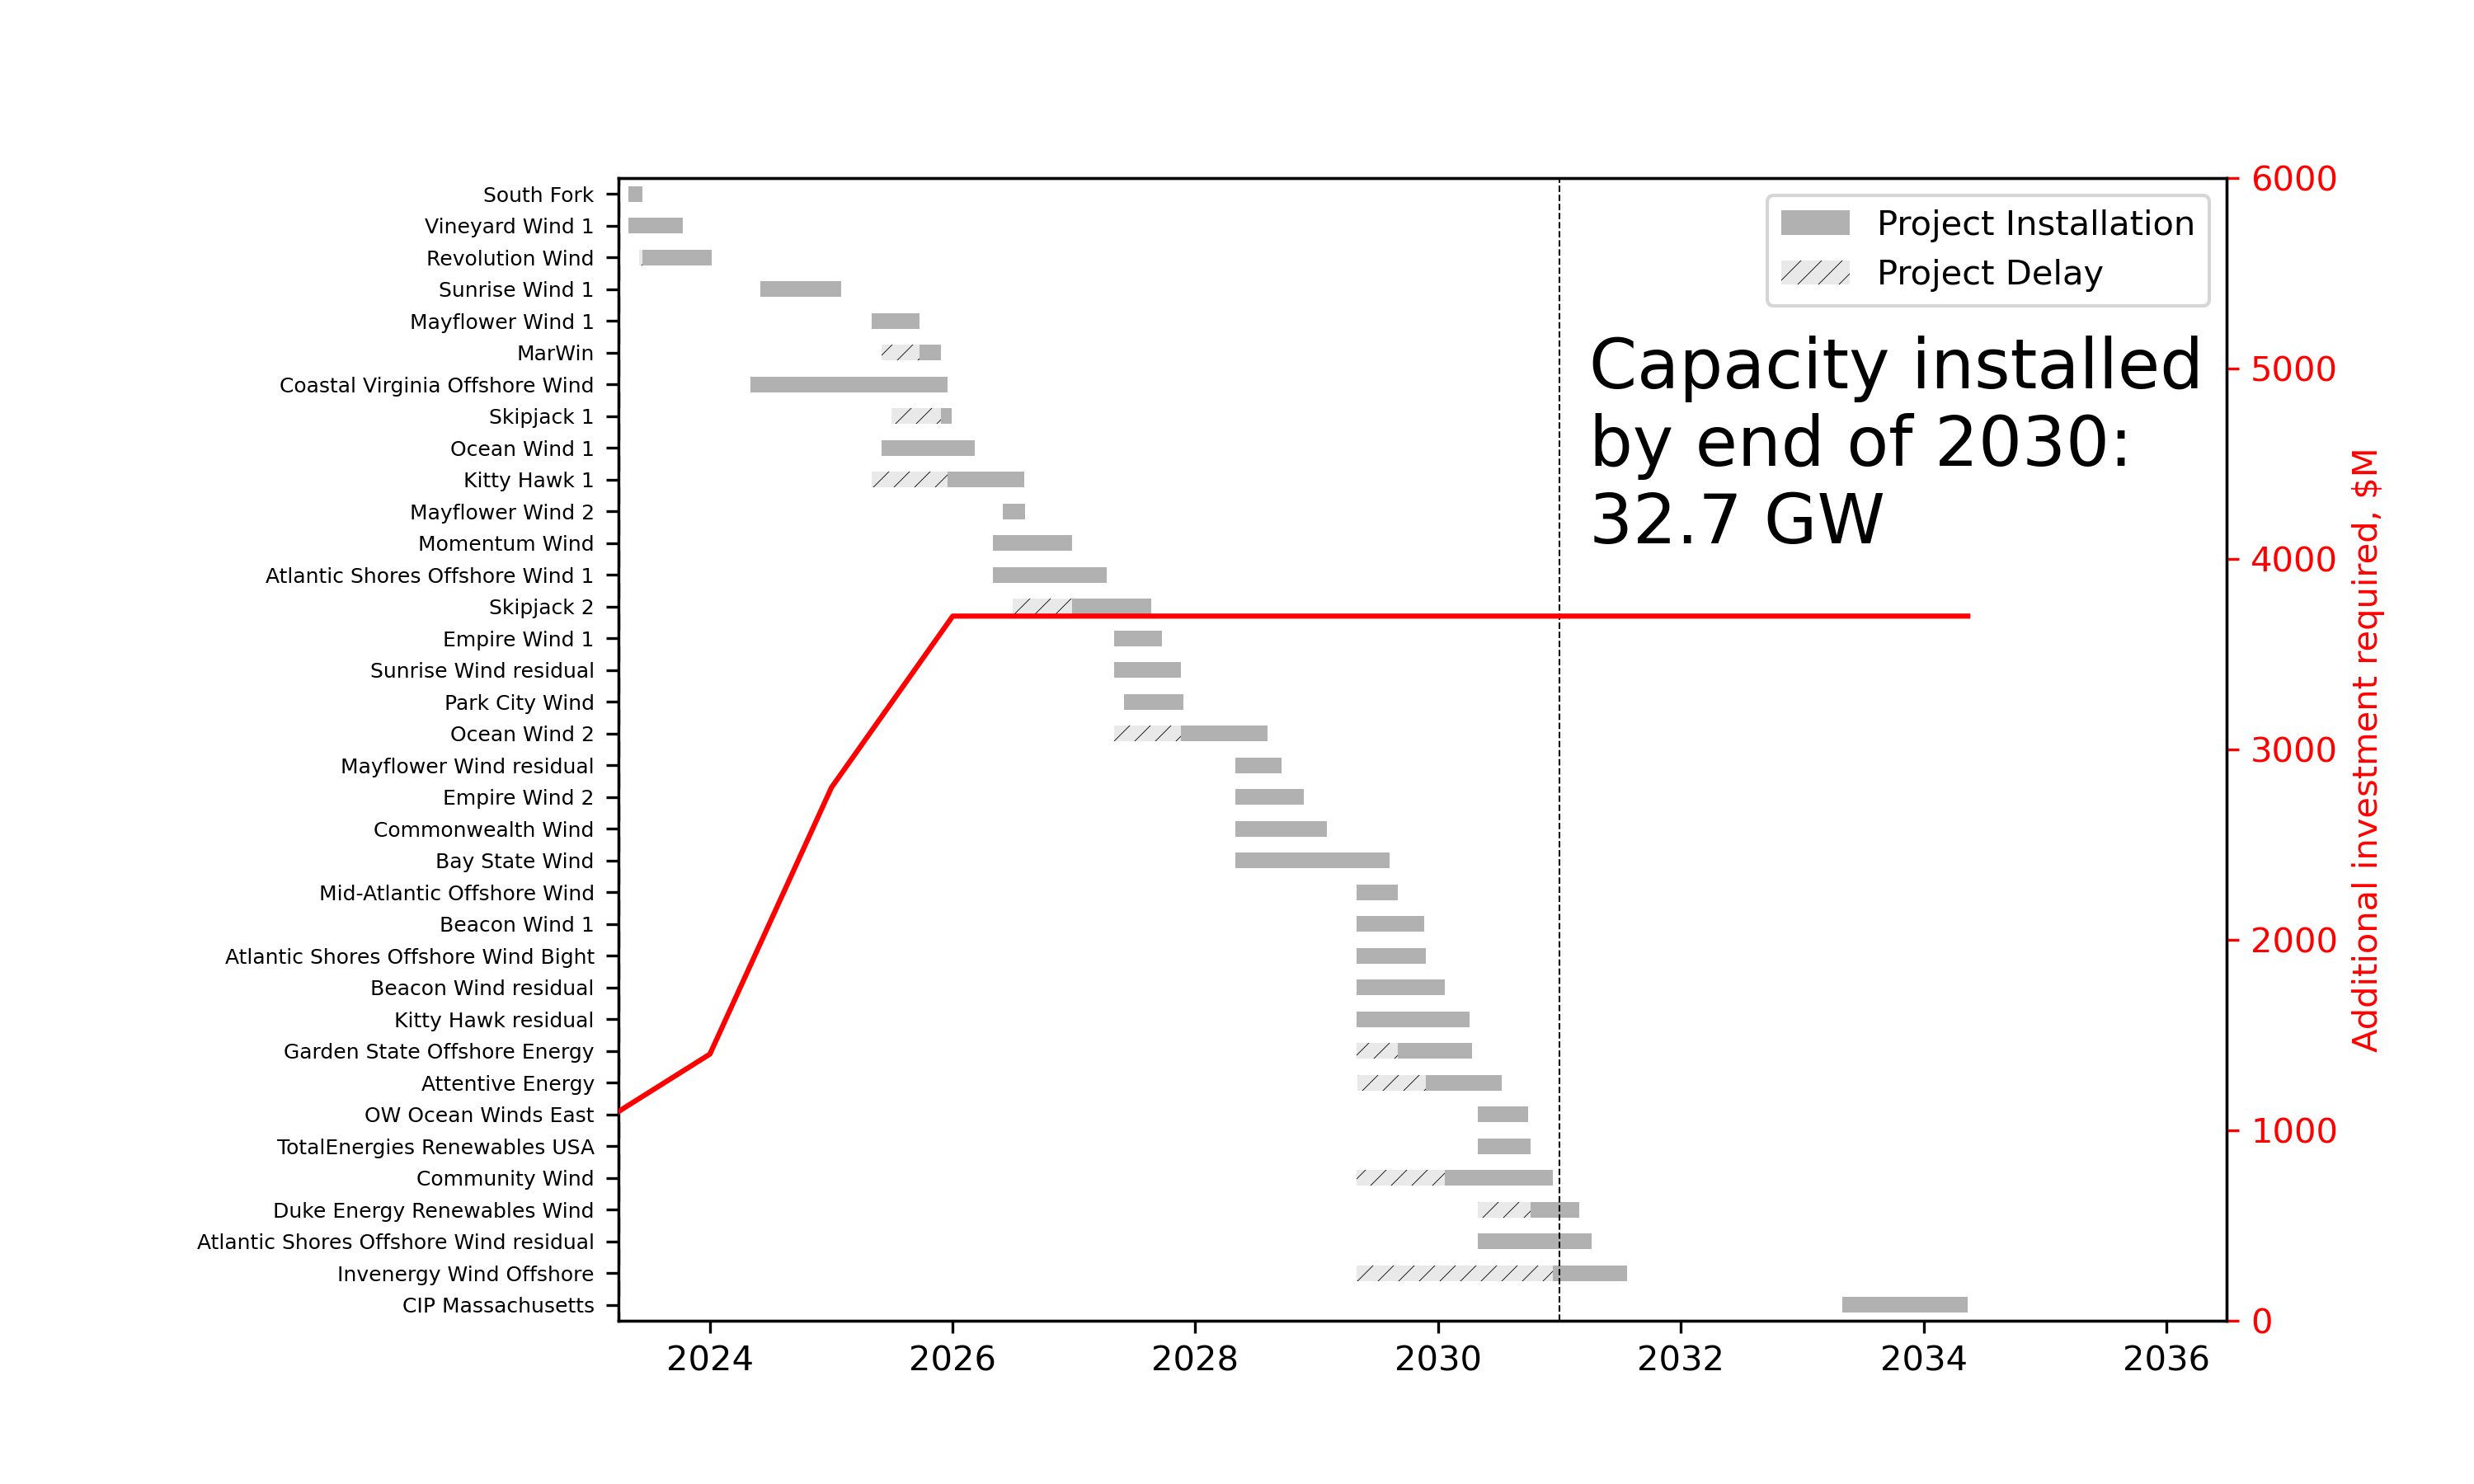 South Fork
Vineyard Wind 1
Revolution Wind
Sunrise Wind 1
Mayflower Wind 1
MarWin
Coastal Virginia Offshore Wind
Skipjack 1
Ocean Wind 1
Kitty Hawk 1
Mayflower Wind 2
Momentum Wind
Atlantic Shores Offshore Wind 1
Skipjack 2
Empire Wind 1
Sunrise Wind residual
Park City Wind
Ocean Wind 2
Mayflower Wind residual
Empire Wind 2
Commonwealth Wind
Bay State Wind
Mid-Atlantic Offshore Wind
Beacon Wind 1
Atlantic Shores Offshore Wind Bight
Beacon Wind residual
Kitty Hawk residual
Garden State Offshore Energy
Attentive Energy
OW Ocean Winds East
TotalEnergies Renewables USA
Community Wind
Duke Energy Renewables Wind
Atlantic Shores Offshore Wind residual
Invenergy Wind Offshore
CIP Massachusetts
2024 2026 2028 2030 2032 2034 2036
Project Installation
Project Delay
Capacity installed
by end of 2030:
32.7 GW
6000
5000
4000
3000
2000
1000
0
Additional investment required, $M